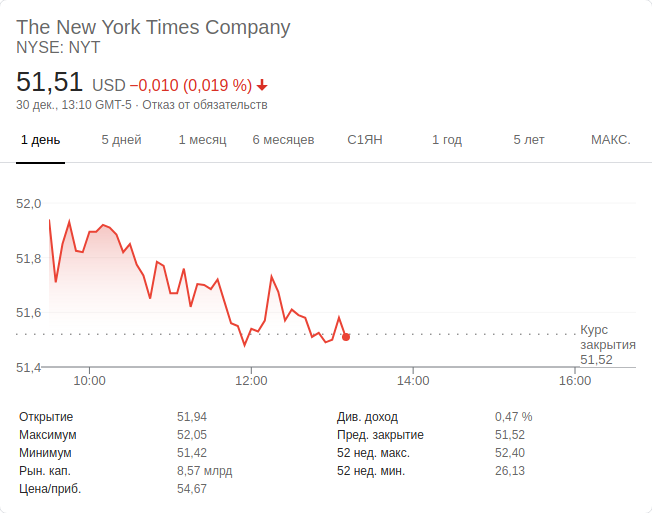 The New York Times Company
NYSE: NYT
51,51 USD −0,010 (0,019 %)
30 дек., 13:10 GMT-5 · Отказ от обязательств
1 день 5 дней 1 месяц 6 месяцев С1ЯН 1 год 5 лет МАКС.
52,0
51,8
51,6
Курс
закрытия
51,52
51,4
10:00 12:00 14:00 16:00
Открытие 51,94 Див. доход 0,47 %
Максимум 52,05 Пред. закрытие 51,52
Минимум 51,42 52 нед. макс. 52,40
Рын. кап. 8,57 млрд 52 нед. мин. 26,13
Цена/приб. 54,67